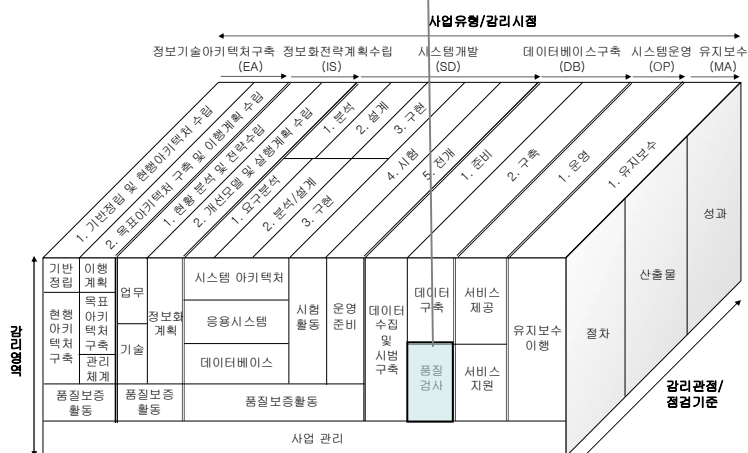 사업유형/감리시점
정보기술아키텍처구축 정보화전략계획수립 시스템개발 데이터베이스구축 시스템운영 유지보수
(EA) (IS) (SD) (DB) (OP) (MA)
1. 기반정립 및 현행아키텍처 수립
2. 목표아키텍처 구축 및 이행계획 수립
1. 현황 분석 및 전략수립
2. 개선모델 및 실행계획 수립
1. 분석
2. 설계
3. 구현
1. 요구분석
2. 분석/설계
3. 구현
4. 시험
5. 전개
1. 준비
2. 구축
1. 운영
1. 유지보수
감리영역
기반
정립
현행
아키
텍처
구축
이행
계획
목표
아키
텍처
구축
관리
체계
품질보증
활동
업무
기술
정보화
계획
품질보증
활동
시스템 아키텍처
응용시스템
데이터베이스
시험
활동
운영
준비
품질보증활동
데이터
수집
및
시범
구축
데이터
구축
품질
검사
서비스
제공
서비스
지원
유지보수
이행
사업 관리
절차
산출물
성과
감리관점/
점검기준